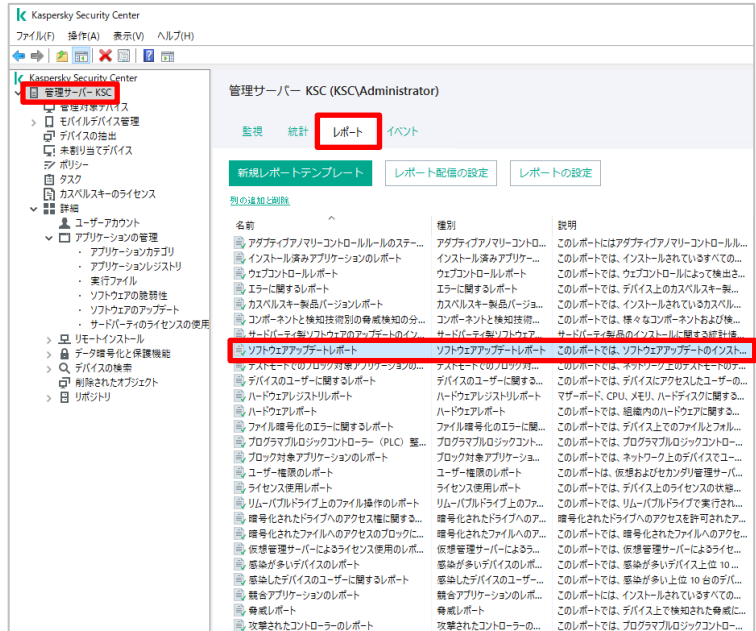 Kaspersky Security Center
ファイル(F) 操作(A) 表示(V) ヘルプ(H)
Kaspersky Security Center
管理サーバー KSC
管理対象デバイス
モバイルデバイス管理
デバイスの抽出
未割り当てデバイス
ポリシー
タスク
カスペルスキーのライセンス
詳細
ユーザーアカウント
アプリケーションの管理
・ アプリケーションカテゴリ
・ アプリケーションレジストリ
・ 実行ファイル
・ ソフトウェアの脆弱性
・ ソフトウェアのアップデート
・ サードパーティのライセンスの使用
リモートインストール
データ暗号化と保護機能
デバイスの検索
削除されたオブジェクト
リポジトリ
管理サーバー KSC (KSC\Administrator)
監視 統計 レポート イベント
新規レポートテンプレート レポート配信の設定 レポートの設定
列の追加と削除
名前 種別 説明
アダプティブアノマリーコントロールルールのステー... アダプティブアノマリーコントロ... このレポートにはアダプティブアノマリーコントロールル...
インストール済みアプリケーションのレポート インストール済みアプリケー... このレポートでは、インストールされているすべての...
ウェブコントロールレポート ウェブコントロールレポート このレポートでは、ウェブコントロールによって検出さ...
エラーに関するレポート エラーに関するレポート このレポートでは、デバイス上のカスペルスキー製...
カスペルスキー製品バージョンレポート カスペルスキー製品バージョ... このレポートでは、インストールされているカスペル...
コンポーネントと検知技術別の脅威検知の分... コンポーネントと検知技術... このレポートでは、様々なコンポーネントおよび検...
サードパーティ製ソフトウェアのアップデートのイン... サードパーティ製ソフトウェア... サードパーティ製品のインストールに関する統計情...
ソフトウェアアップデートレポート ソフトウェアアップデートレポート このレポートでは、ソフトウェアアップデートのインスト...
テストモードでのブロック対象アプリケーションの... テストモードでのブロック対... このレポートでは、ネットワーク上のテストモードのデ...
デバイスのユーザーに関するレポート デバイスのユーザーに関する... このレポートでは、デバイスにアクセスしたユーザーの...
ハードウェアレジストリレポート ハードウェアレジストリレポート マザーボード、CPU、メモリ、ハードディスクに関する...
ハードウェアレポート ハードウェアレポート このレポートでは、組織内のハードウェアに関する...
ファイル暗号化のエラーに関するレポート ファイル暗号化のエラーに関... このレポートでは、デバイス上でのファイルとフォル...
プログラマブルロジックコントローラー (PLC) 整... プログラマブルロジックコント... このレポートでは、プログラマブルロジックコントロー...
ブロック対象アプリケーションのレポート ブロック対象アプリケーショ... このレポートでは、ネットワーク上のデバイスでユー...
ユーザー権限のレポート ユーザー権限のレポート このレポートは、仮想およびセカンダリ管理サーバ...
ライセンス使用レポート ライセンス使用レポート このレポートでは、デバイス上のライセンスの状態...
リムーバブルドライブ上のファイル操作のレポート リムーバブルドライブ上のファ... このレポートでは、リムーバブルドライブで実行され...
暗号化されたドライブへのアクセス権に関する... 暗号化されたドライブへのア... 暗号化されたドライブへのアクセスを許可されたア...
暗号化されたファイルへのアクセスのブロックに... 暗号化されたファイルへのア... このレポートでは、暗号化されたファイルへのアクセ...
仮想管理サーバーによるライセンス使用のレポ... 仮想管理サーバーによるラ... このレポートでは、仮想管理サーバーによるライセ...
感染が多いデバイスのレポート 感染が多いデバイスのレポ... このレポートでは、感染が多いデバイス上位 10 ...
感染したデバイスのユーザーに関するレポート 感染したデバイスのユーザー... このレポートでは、感染が多い上位 10 台のデバ...
競合アプリケーションのレポート 競合アプリケーションのレポート このレポートには、インストールされているすべての...
脅威レポート 脅威レポート このレポートでは、デバイス上で検知された脅威に...
攻撃されたコントローラーのレポート 攻撃されたコントローラーの... このレポートでは、プログラマブルロジックコントロー...